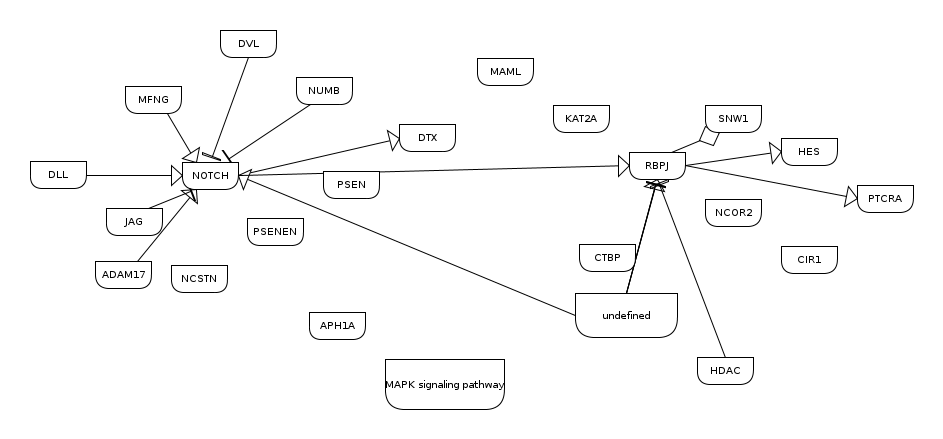 DVL
MAML
NUMB
MFNG
KAT2A
SNW1
DTX
HES
RBPJ
DLL
NOTCH
PSEN
PTCRA
NCOR2
JAG
PSENEN
CTBP
CIR1
ADAM17
NCSTN
undefined
APH1A
HDAC
MAPK signaling pathway